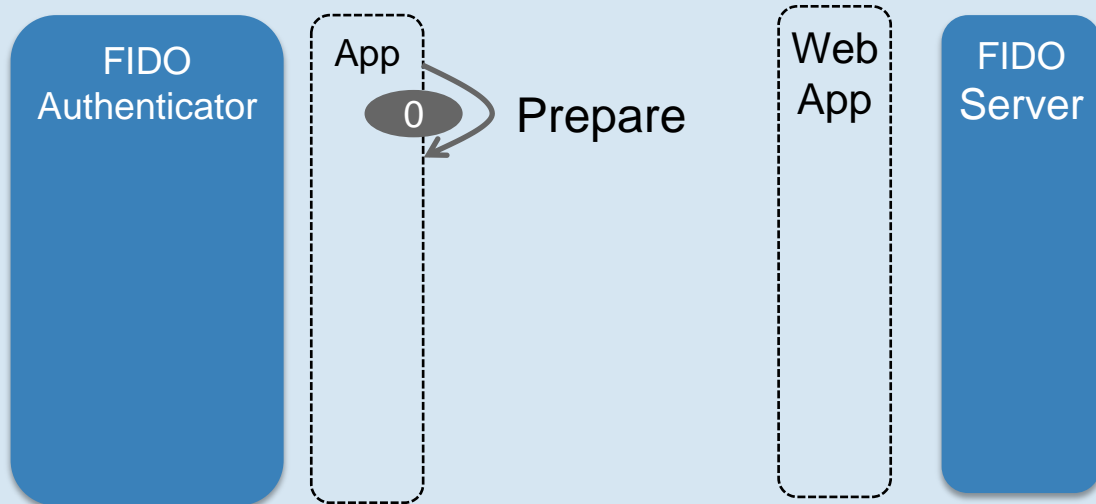 FIDO
Authenticator
App
0
Prepare
Web
App
FIDO
Server